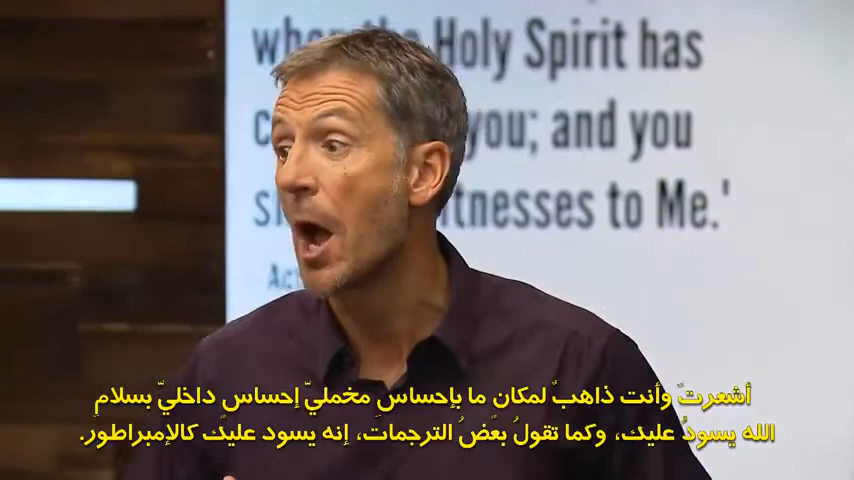 when the Holy Spirit has
you; and you
witnesses to Me.'
أشعرتَ وأنت ذاهبٌ لمكان ما بإحساسٍ مخمليّ إحساس داخليّ بسلامِ
الله يسودُ عليك، وكما تقولُ بعضُ الترجمات، إنه يسود عليك كالإمبراطور.